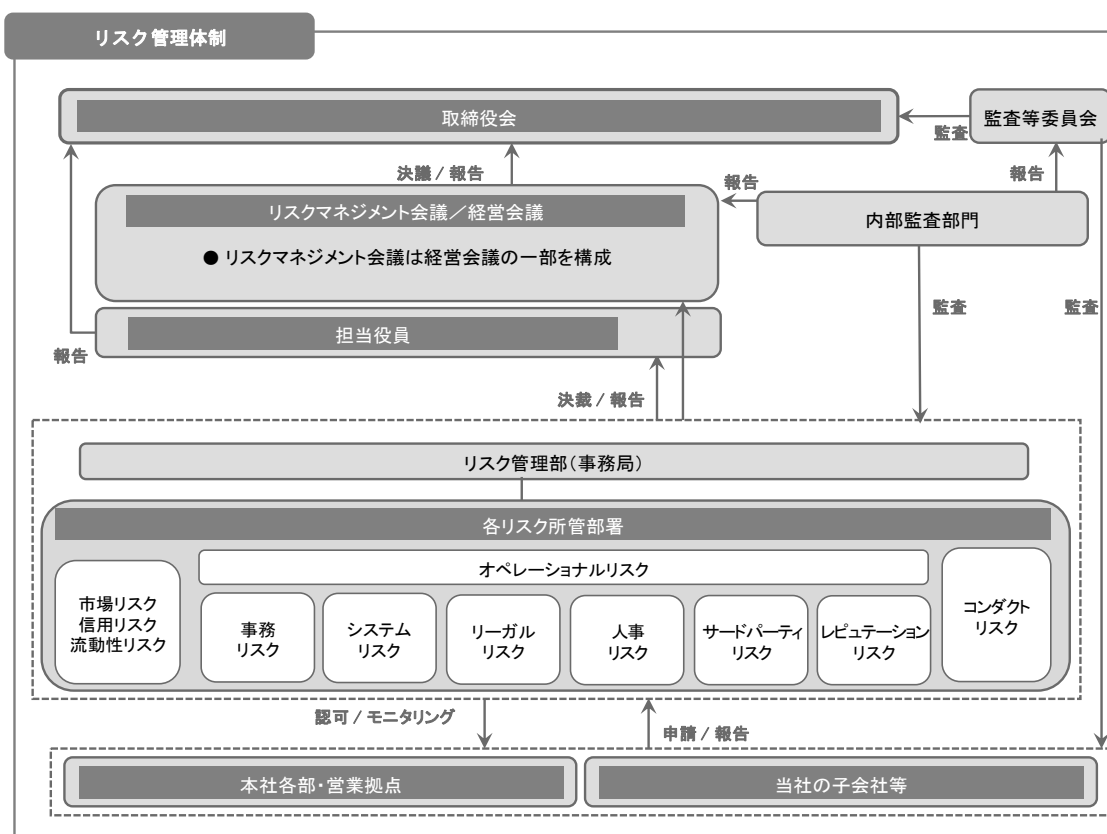 リスク管理体制
取締役会
監査等委員会
監査
決議 / 報告
報告
報告
リスクマネジメント会議／経営会議
内部監査部門
● リスクマネジメント会議は経営会議の一部を構成
監査
監査
担当役員
報告
決裁 / 報告
リスク管理部（事務局）
各リスク所管部署
オペレーショナルリスク
市場リスク
信用リスク
流動性リスク
事務
リスク
システム
リスク
リーガル
リスク
人事
リスク
サードパーティ
リスク
レピュテーション
リスク
コンダクト
リスク
認可 / モニタリング
申請 / 報告
本社各部・営業拠点
当社の子会社等